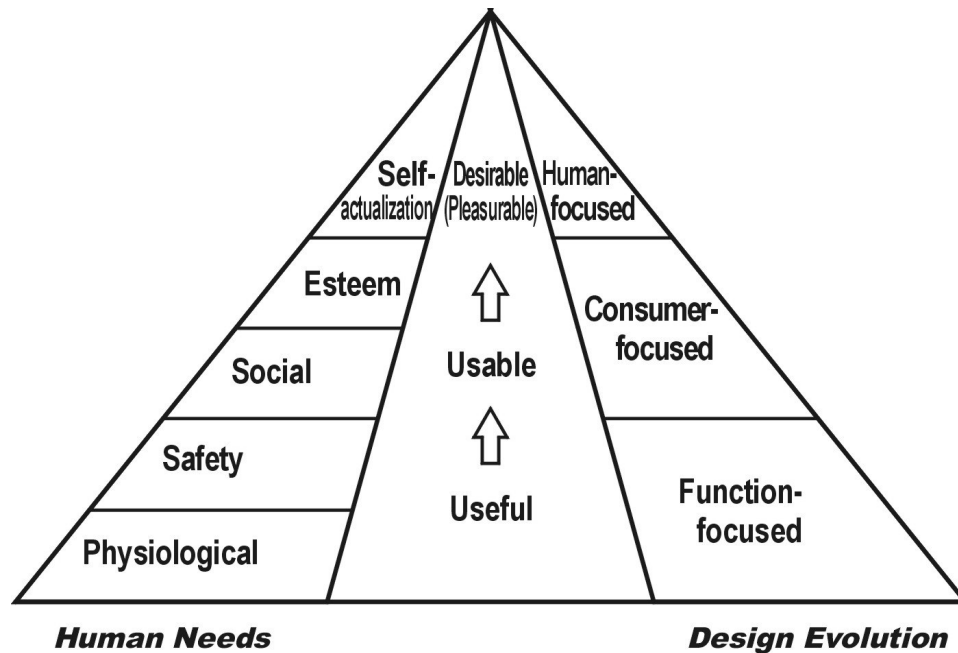 Self-
actualization
Desirable
(Pleasurable)
Human-
focused
Esteem
Consumer-
focused
Usable
Social
Safety
Useful
Function-
focused
Physiological
Human Needs
Design Evolution